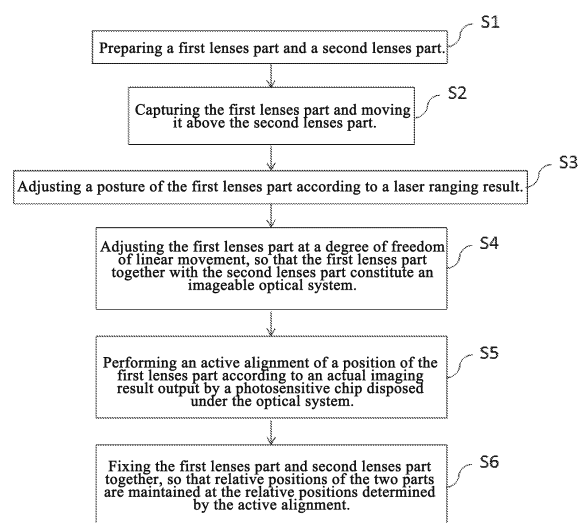 S1
Preparing a first lenses part and a second lenses part.
S2
Capturing the first lenses part and moving
it above the second lenses part.
S3
Adjusting a posture of the first lenses part according to a laser ranging result.
S4
Adjusting the first lenses part at a degree of freedom
of linear movement, so that the first lenses part
together with the second lenses part constitute an
imageable optical system.
S5
Performing an active alignment of a position of the
first lenses part according to an actual imaging
result output by a photosensitive chip disposed
under the optical system.
S6
Fixing the first lenses part and second lenses part
together, so that relative positions of the two parts
are maintained at the relative positions determined
by the active alignment.